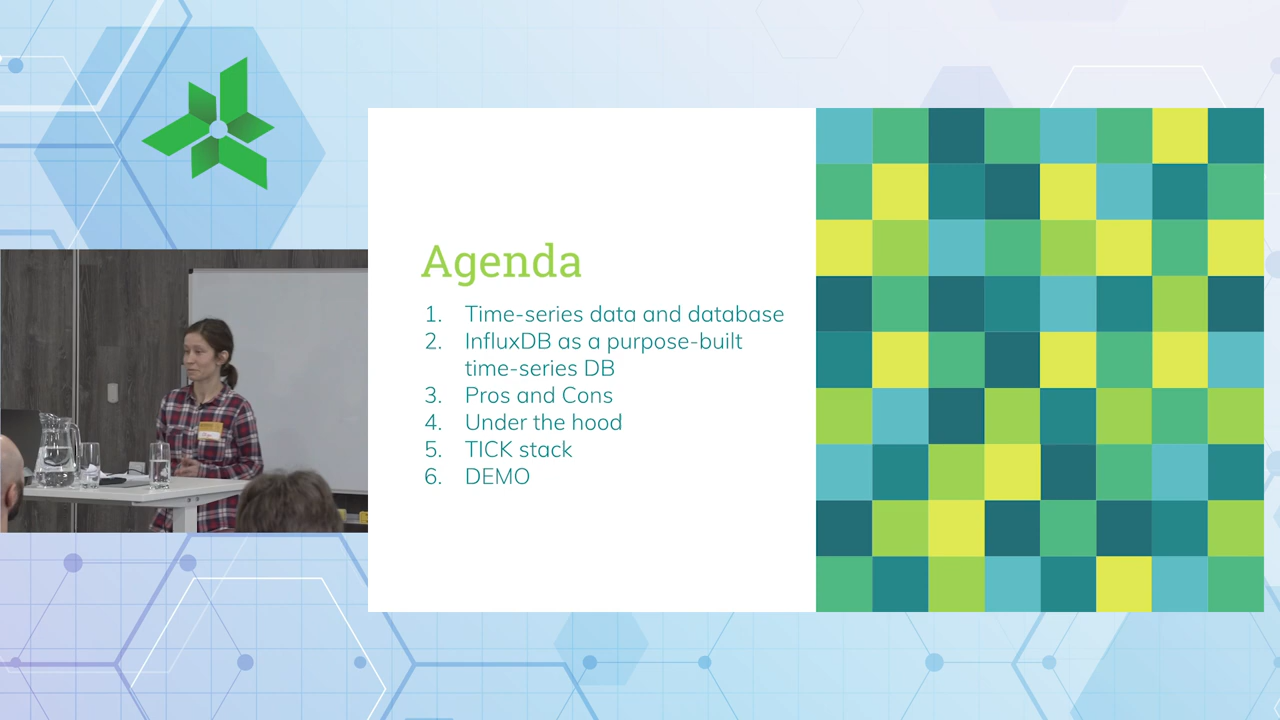 Agenda
1. Time-series data and database
2. InfluxDB as a purpose-built
time-series DB
3. Pros and Cons
4. Under the hood
5. TICK stack
6. DEMO